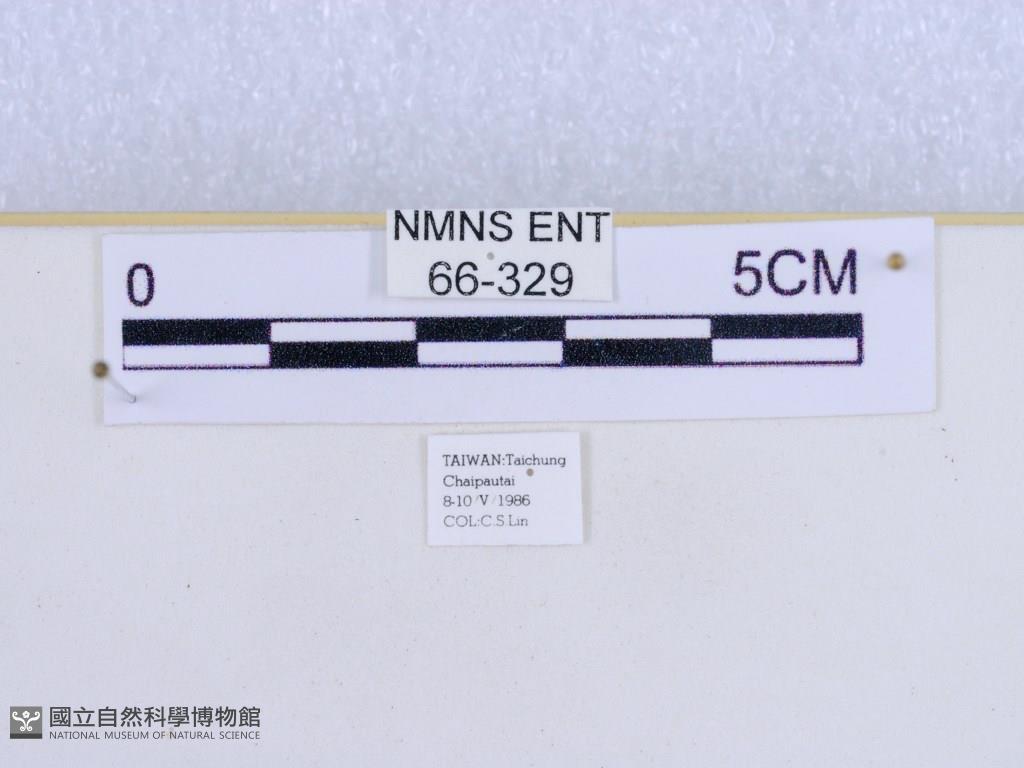 NMNS ENT
66-329
0
5CM
TAIWAN:Taichung
Chaipautai
8-10/V/1986
COL:C.S.Lin
國立自然科學博物館
NATIONAL MUSEUM OF NATURAL SCIENCE